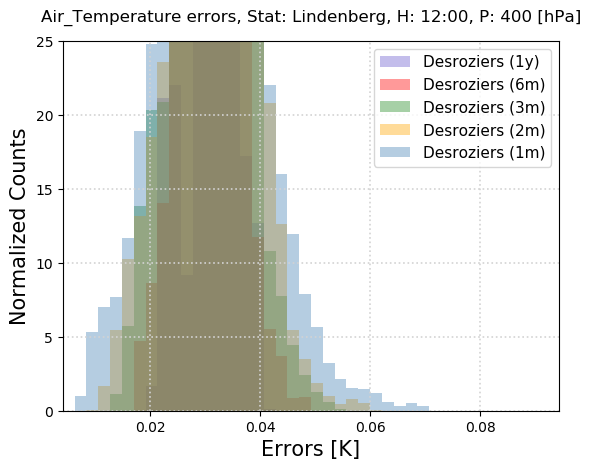 Air_Temperature errors, Stat: Lindenberg, H: 12:00, P: 400 [hPa]
25
20
15
10
5
0
Normalized Counts
Desroziers (1y)
Desroziers (6m)
Desroziers (3m)
Desroziers (2m)
Desroziers (1m)
0.02 0.04 0.06 0.08
Errors [K]